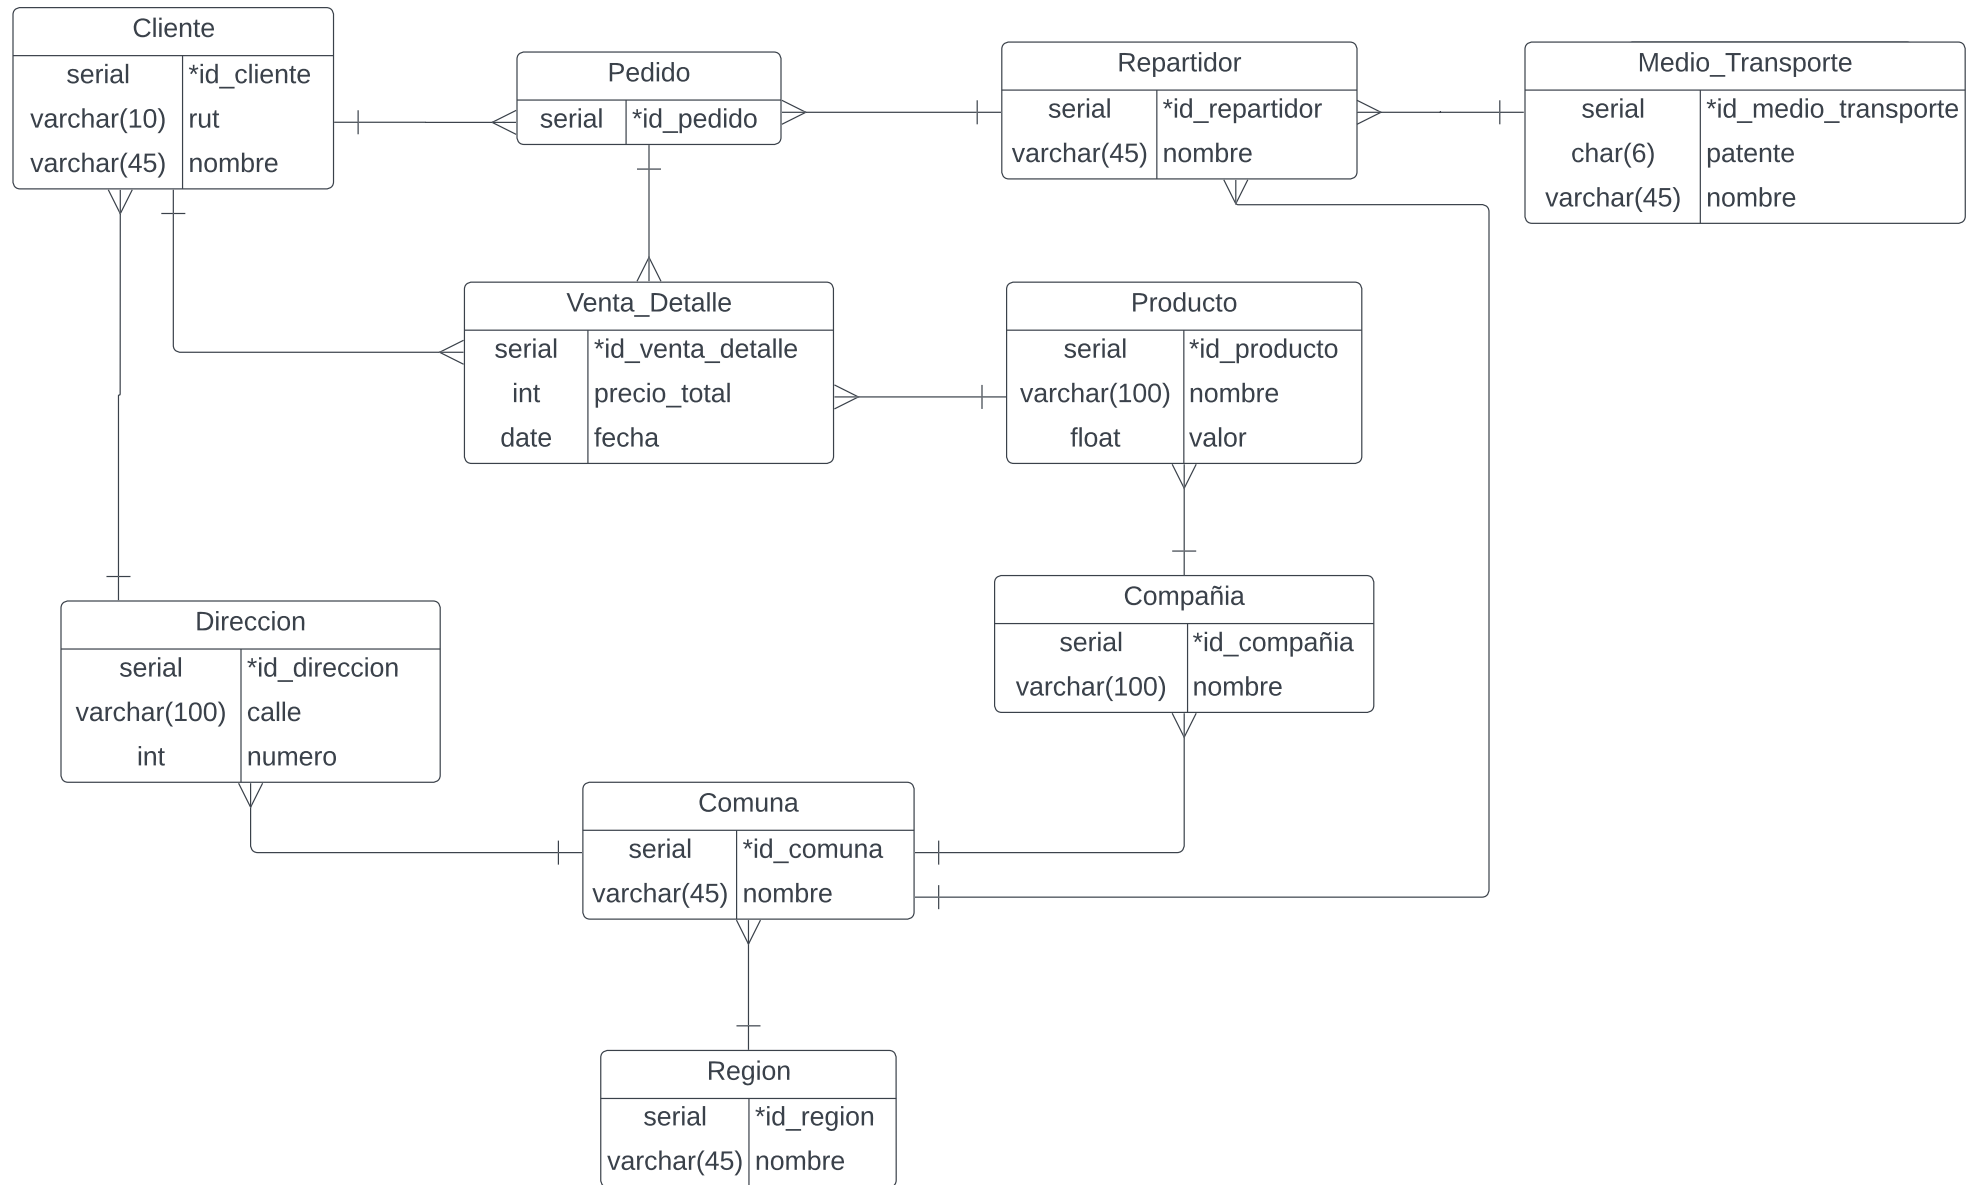 Cliente
serial *id_cliente
varchar(10) rut
varchar(45) nombre
Pedido
serial *id_pedido
Repartidor
serial *id_repartidor
varchar(45) nombre
Medio_Transporte
serial *id_medio_transporte
char(6) patente
varchar(45) nombre
Venta_Detalle
serial *id_venta_detalle
int precio_total
date fecha
Producto
serial *id_producto
varchar(100) nombre
float valor
Direccion
serial *id_direccion
varchar(100) calle
int numero
Compañia
serial *id_compañia
varchar(100) nombre
Comuna
serial *id_comuna
varchar(45) nombre
Region
serial *id_region
varchar(45) nombre